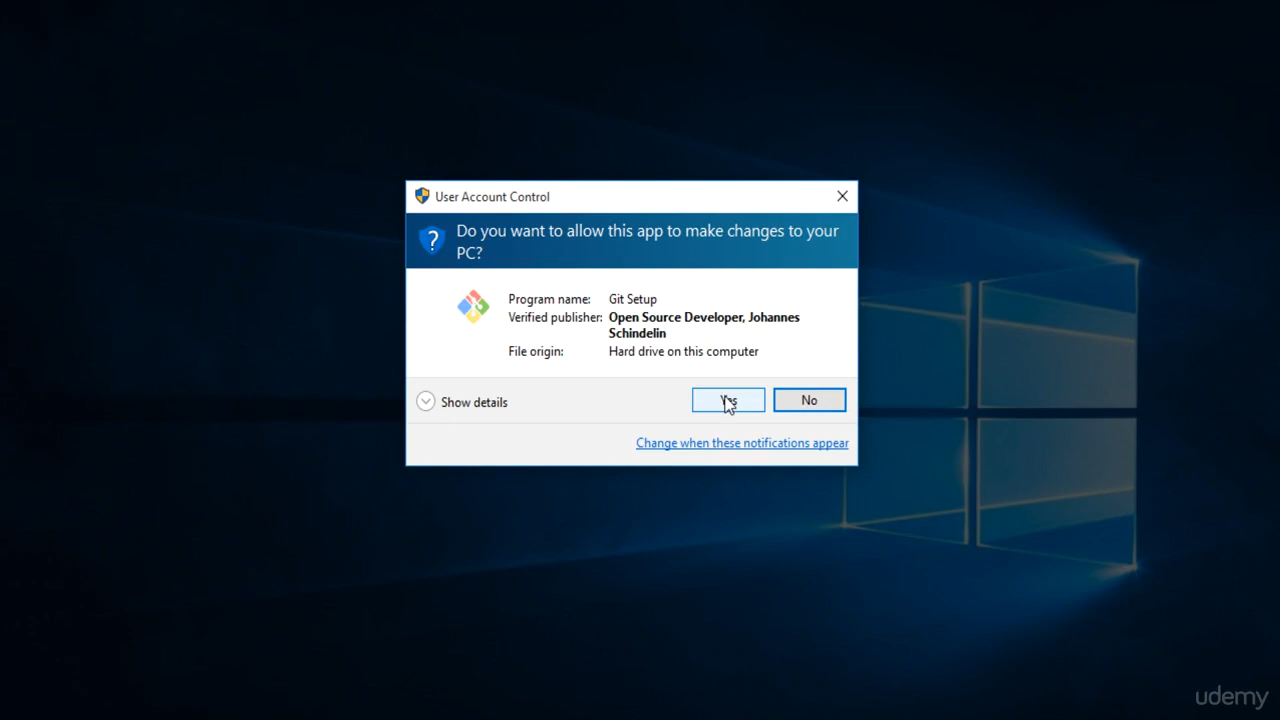 User Account Control
Do you want to allow this app to make changes to your
PC?
Program name: Git Setup
Verified publisher: Open Source Developer, Johannes
Schindelin
File origin: Hard drive on this computer
Show details
Yes No
Change when these notifications appear
udemy